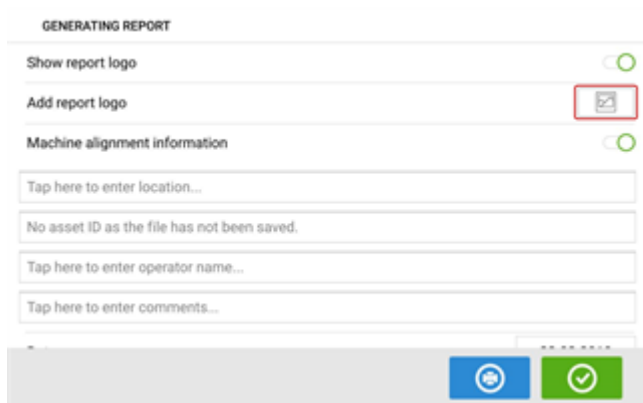 GENERATING REPORT
Show report logo
Add report logo
Machine alignment information
Tap here to enter location...
No asset ID as the file has not been saved.
Tap here to enter operator name...
Tap here to enter comments...